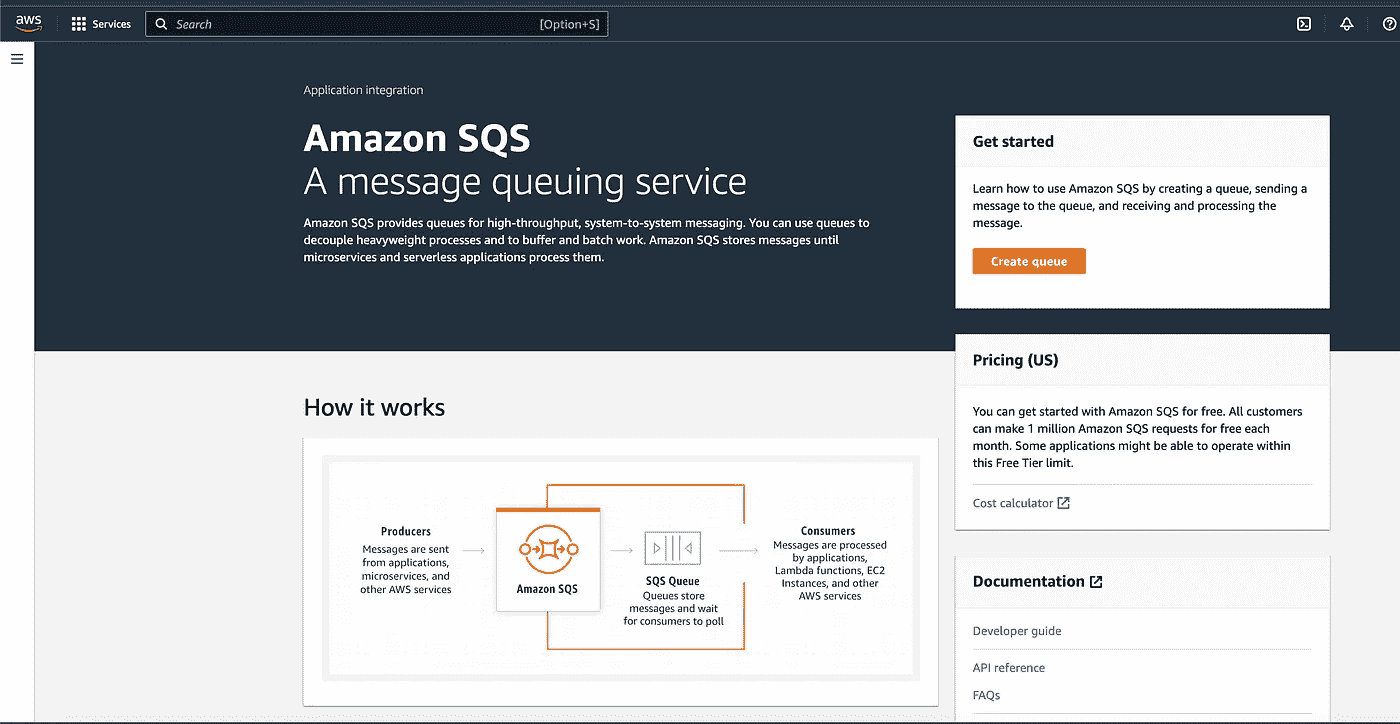 aws
Services
Search
[Option+S]
Application integration
Amazon SQS
A message queuing service
Amazon SQS provides queues for high-throughput, system-to-system messaging. You can use queues to
decouple heavyweight processes and to buffer and batch work. Amazon SQS stores messages until
microservices and serverless applications process them.
Get started
Learn how to use Amazon SQS by creating a queue, sending a
message to the queue, and receiving and processing the
message.
Create queue
Pricing (US)
You can get started with Amazon SQS for free. All customers
can make 1 million Amazon SQS requests for free each
month. Some applications might be able to operate within
this Free Tier limit.
Cost calculator
Documentation
Developer guide
API reference
FAQs
How it works
Producers
Messages are sent
from applications,
microservices, and
other AWS services
Amazon SQS
SQS Queue
Queues store
messages and wait
for consumers to poll
Consumers
Messages are processed
by applications,
Lambda functions, EC2
Instances, and other
AWS services